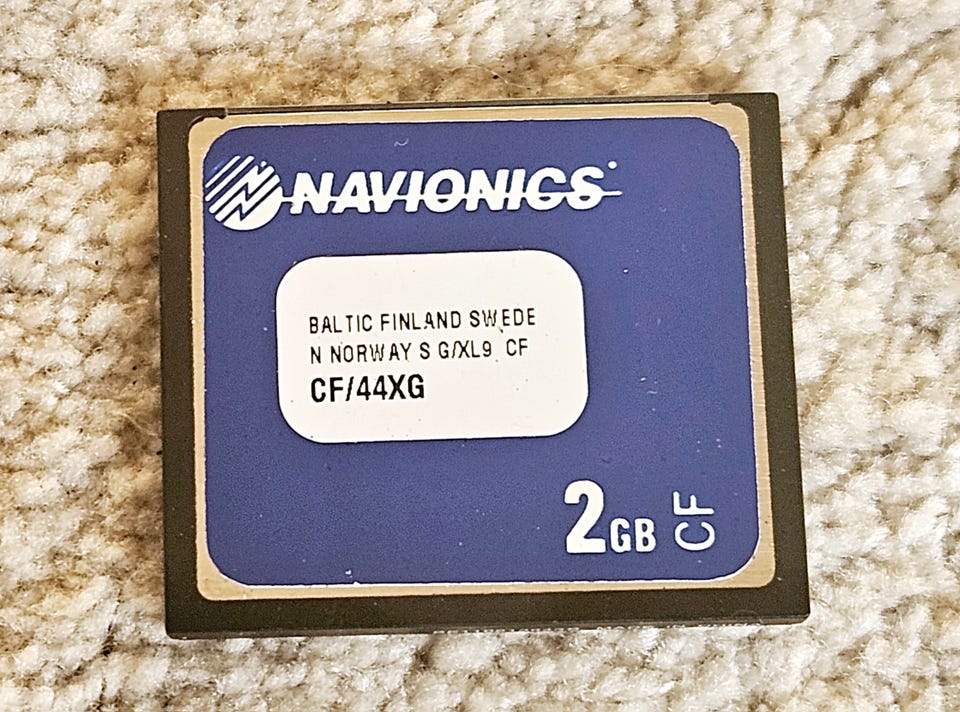 NAVIONICS
BALTIC FINLAND SWEDE
N NORWAY S G/XL9 CF
CF/44XG
2GB CF